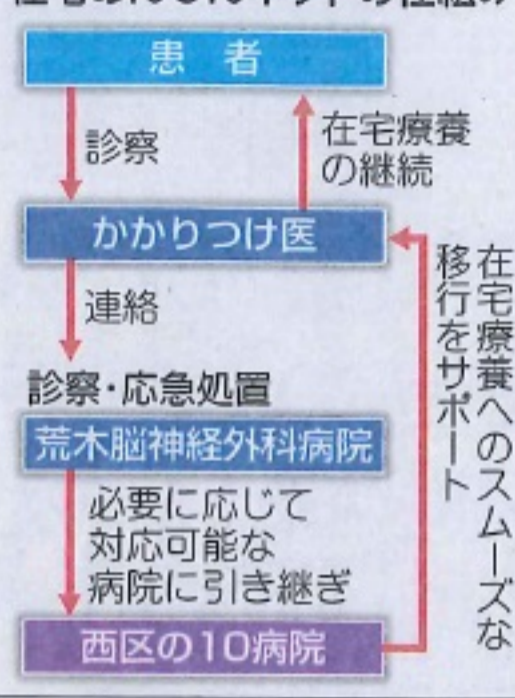 患者
診察
在宅療養
の継続
かかりつけ医
連絡
在宅療養へのスムーズな
移行をサポート
診察・応急処置
荒木脳神経外科病院
必要に応じて
対応可能な
病院に引き継ぎ
西区の10病院